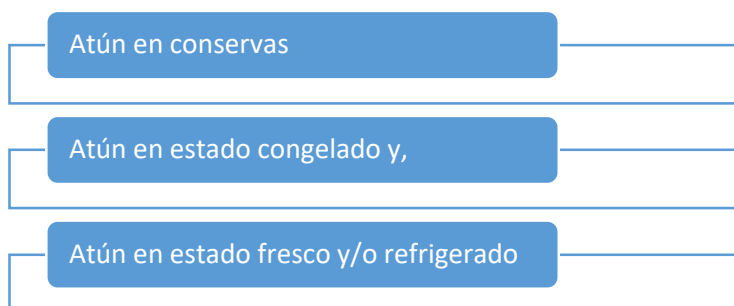 Atún en conservas
Atún en estado congelado y,
Atún en estado fresco y/o refrigerado